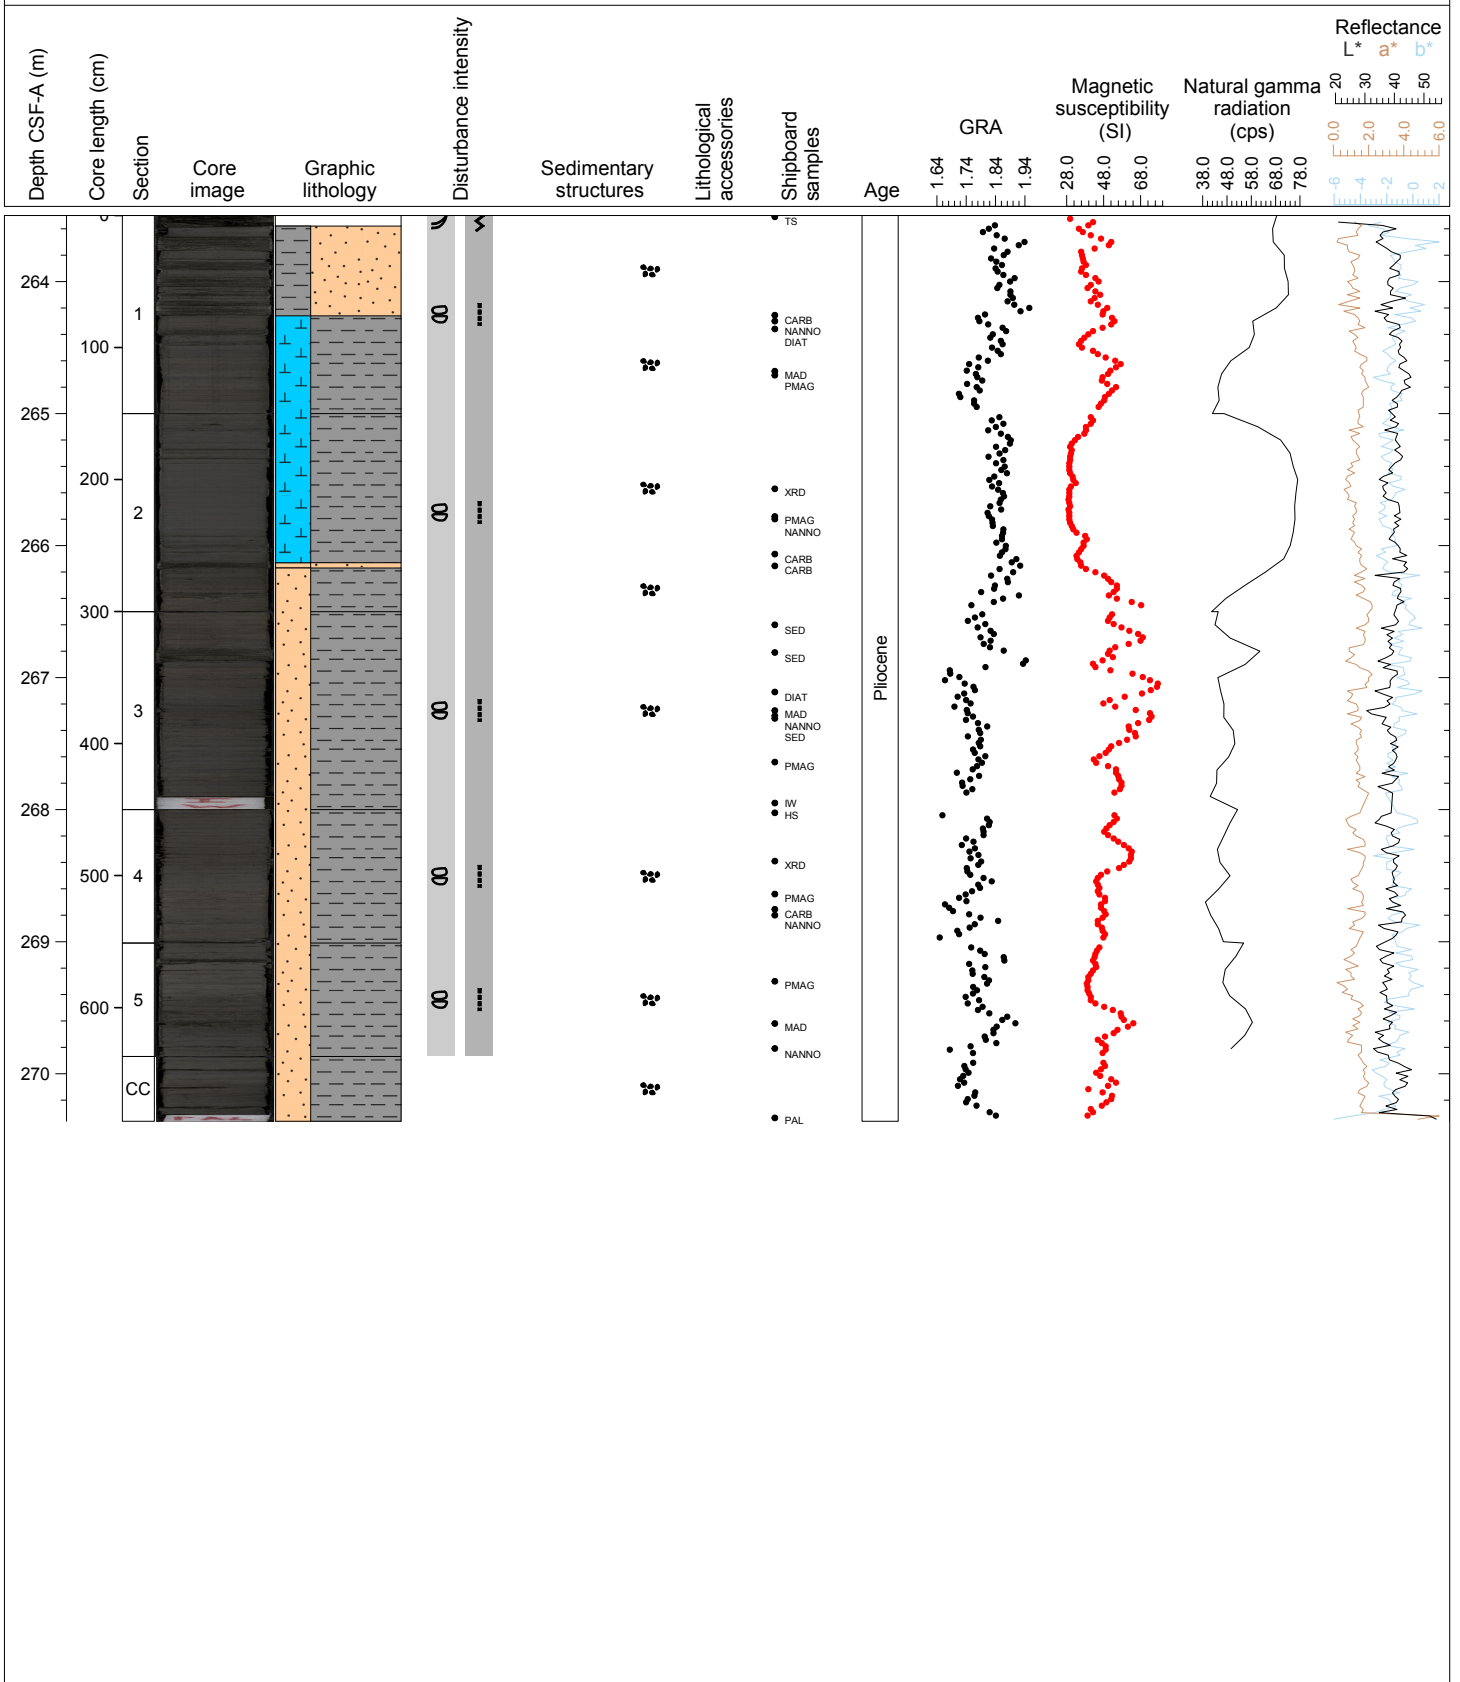 Depth CSF-A (m)
Core length (cm)
Section
Core
image
Graphic
lithology
Disturbance intensity
Sedimentary
structures
Lithological
accessories
Shipboard
samples
Age
GRA
1.64 1.74 1.84 1.94
Magnetic
susceptibility
(SI)
28.0 48.0 68.0
Natural gamma
radiation
(cps)
38.0 48.0 58.0 68.0 78.0
Reflectance
L* a* b*
20 30 40 50
0.0 2.0 4.0 6.0
-6 -4 -2 0 2
264
265
266
267
268
269
270
0
100
200
300
400
500
600
1
2
3
4
5
CC
TS
CARB
NANNO
DIAT
MAD
PMAG
XRD
PMAG
NANNO
CARB
CARB
SED
SED
DIAT
MAD
NANNO
SED
PMAG
IW
HS
XRD
PMAG
CARB
NANNO
PMAG
MAD
NANNO
PAL
Pliocene